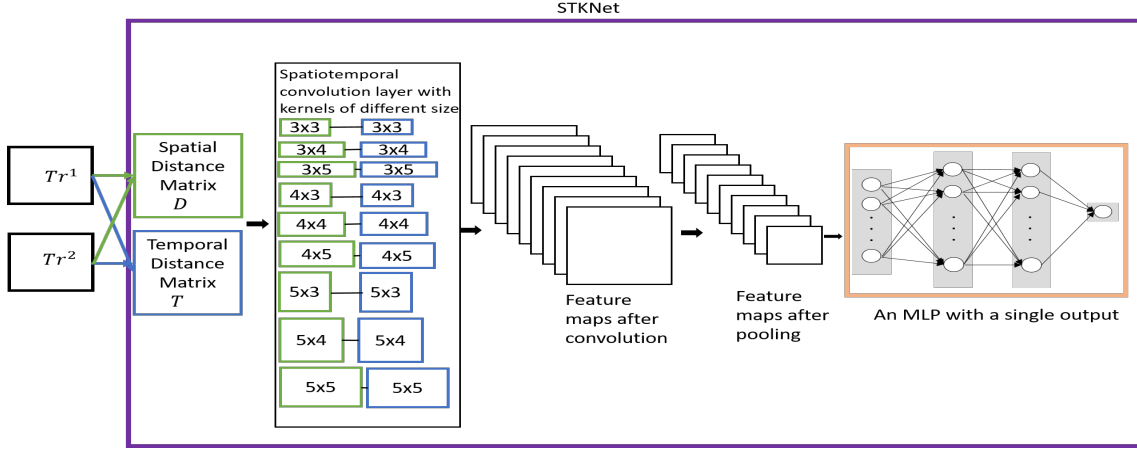 STKNet
Tr¹
Tr²
Spatial
Distance
Matrix
D
Temporal
Distance
Matrix
T
Spatiotemporal
convolution layer with
kernels of different size
3x3 3x3
3x4 3x4
3x5 3x5
4x3 4x3
4x4 4x4
4x5 4x5
5x3 5x3
5x4 5x4
5x5 5x5
Feature
maps after
convolution
Feature
maps after
pooling
An MLP with a single output